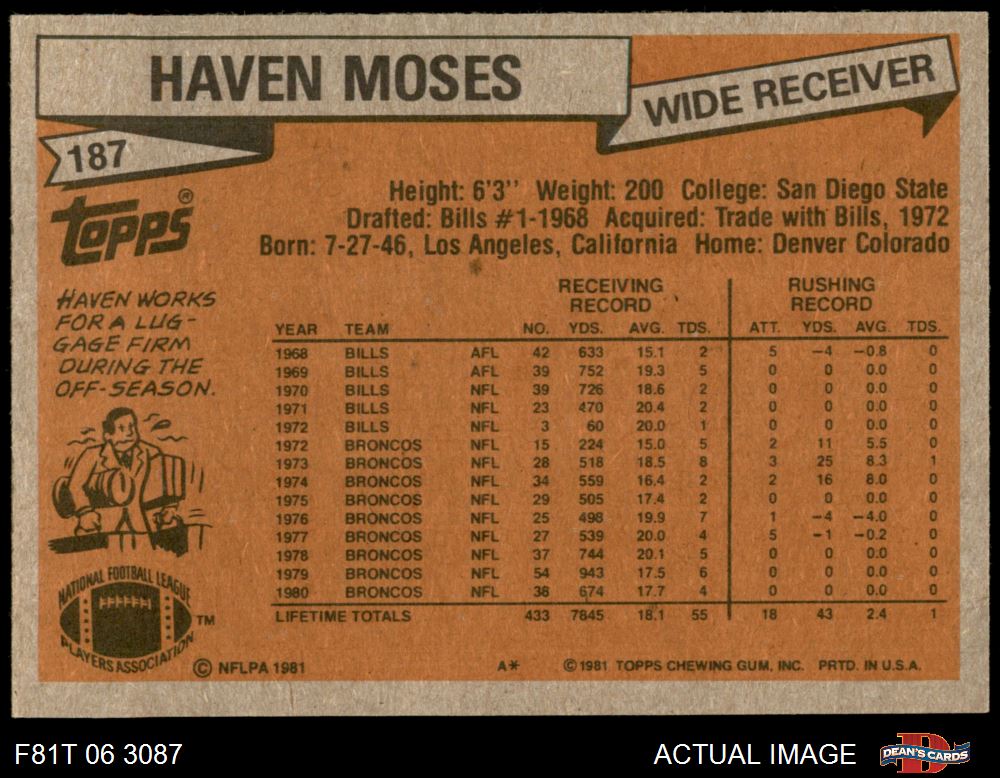 HAVEN MOSES
WIDE RECEIVER
187
TOPPS®
Height: 6'3'' Weight: 200 College: San Diego State
Drafted: Bills #1-1968 Acquired: Trade with Bills, 1972
Born: 7-27-46, Los Angeles, California Home: Denver Colorado
HAVEN WORKS
FOR A LUG-
GAGE FIRM
DURING THE
OFF-SEASON.
RECEIVING RUSHING
RECORD RECORD
YEAR TEAM NO. YDS. AVG. TDS. ATT. YDS. AVG. TDS.
1968 BILLS AFL 42 633 15.1 2 5 -4 -0.8 0
1969 BILLS AFL 39 752 19.3 5 0 0 0.0 0
1970 BILLS NFL 39 726 18.6 2 0 0 0.0 0
1971 BILLS NFL 23 470 20.4 2 0 0 0.0 0
1972 BILLS NFL 3 60 20.0 1 0 0 0.0 0
1972 BRONCOS NFL 15 224 15.0 5 2 11 5.5 0
1973 BRONCOS NFL 28 518 18.5 8 3 25 8.3 1
1974 BRONCOS NFL 34 559 16.4 2 2 16 8.0 0
1975 BRONCOS NFL 29 505 17.4 2 0 0 0.0 0
1976 BRONCOS NFL 25 498 19.9 7 1 -4 -4.0 0
1977 BRONCOS NFL 27 539 20.0 4 5 -1 -0.2 0
1978 BRONCOS NFL 37 744 20.1 5 0 0 0.0 0
1979 BRONCOS NFL 54 943 17.5 6 0 0 0.0 0
1980 BRONCOS NFL 38 674 17.7 4 0 0 0.0 0
LIFETIME TOTALS 433 7845 18.1 55 18 43 2.4 1
NATIONAL FOOTBALL LEAGUE
PLAYERS ASSOCIATION
TM
© NFLPA 1981
A* © 1981 TOPPS CHEWING GUM, INC. PRTD. IN U.S.A.
F81T 06 3087
ACTUAL IMAGE
D
DEAN'S CARDS